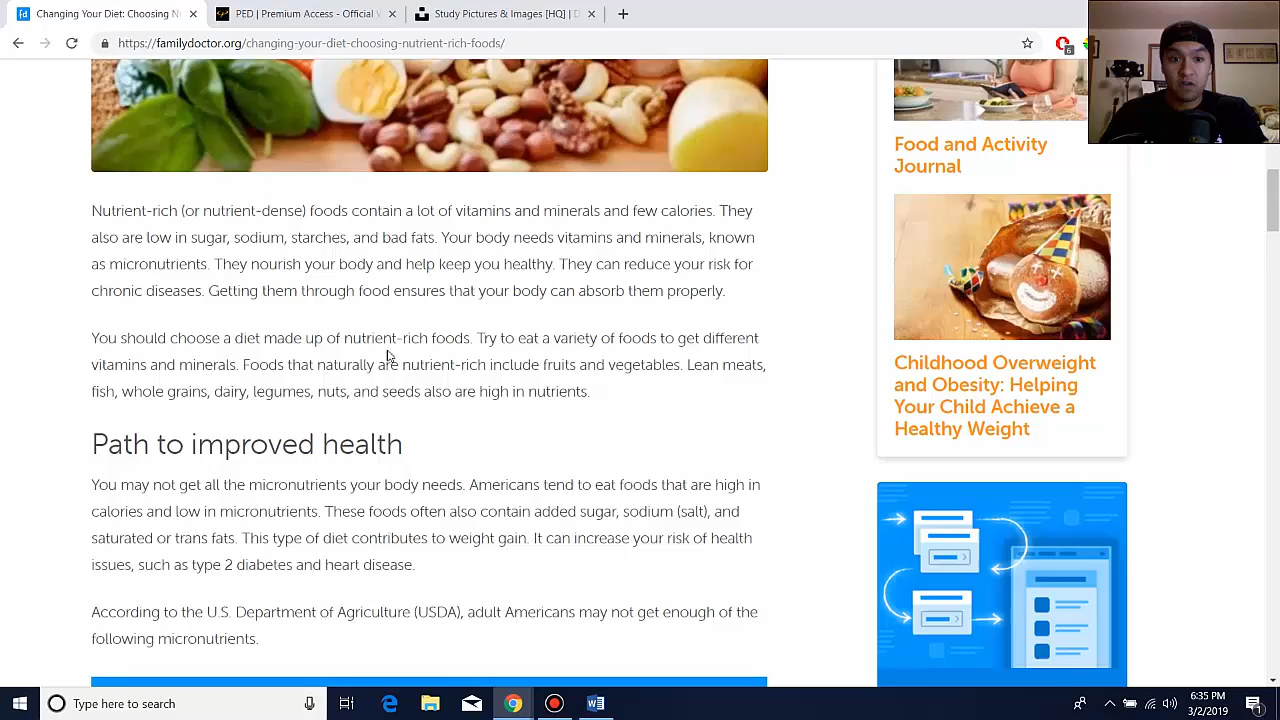 Changing Your Diet: Choosing N
PED | Premium Access - Official
Study Pictures & Images [HQ] | D
https://familydoctor.org/changing-your-diet-choosing-nutrient-rich-foods/
6
Food and Activity
Journal
Nutrient-rich (or nutrient-dense) foods contain a lot of vitamins and minerals and few calories. They
also are low in sugar, sodium, starches, and bad fats. Your body needs vitamins and minerals, known
as micronutrients. They nourish your body and help keep you healthy. They can reduce your risk for
chronic diseases. Getting them through food ensures that your body can absorb them properly.
You should choose a diet made up of nutrient-rich foods. Try to eat a variety of foods to get different
vitamins and minerals. Foods that naturally are nutrient-rich include fruits and vegetables. Lean meats,
fish, whole grains, dairy, legumes, nuts, and seeds also are high in nutrients.
Childhood Overweight
and Obesity: Helping
Your Child Achieve a
Healthy Weight
Path to improved health
You may not get all the micronutrients your body needs. Americans tend to eat foods that are high in
calories and low in micronutrients. These foods often also contain added sugar, sodium (salt), and
saturated or trans fats. This type of diet contributes to weight gain. It can increase your risk of health
issues, such as type 2 diabetes and heart disease.
According to the U.S. Department of Agriculture (USDA), adult Americans may not get enough of the
following micronutrients.
Type here to search
6:35 PM
3/2/2019